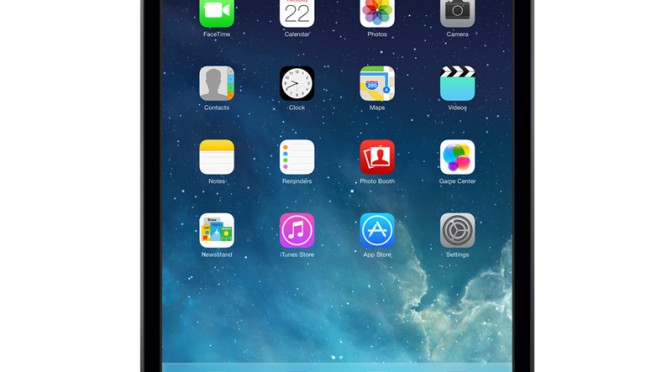 Tuesday
22
FaceTime
Calendar
Photos
Camera
Contacts
Clock
Maps
Videos
280
Notes
Reminders
Photo Booth
Game Center
Newsstand
iTunes Store
App Store
Settings